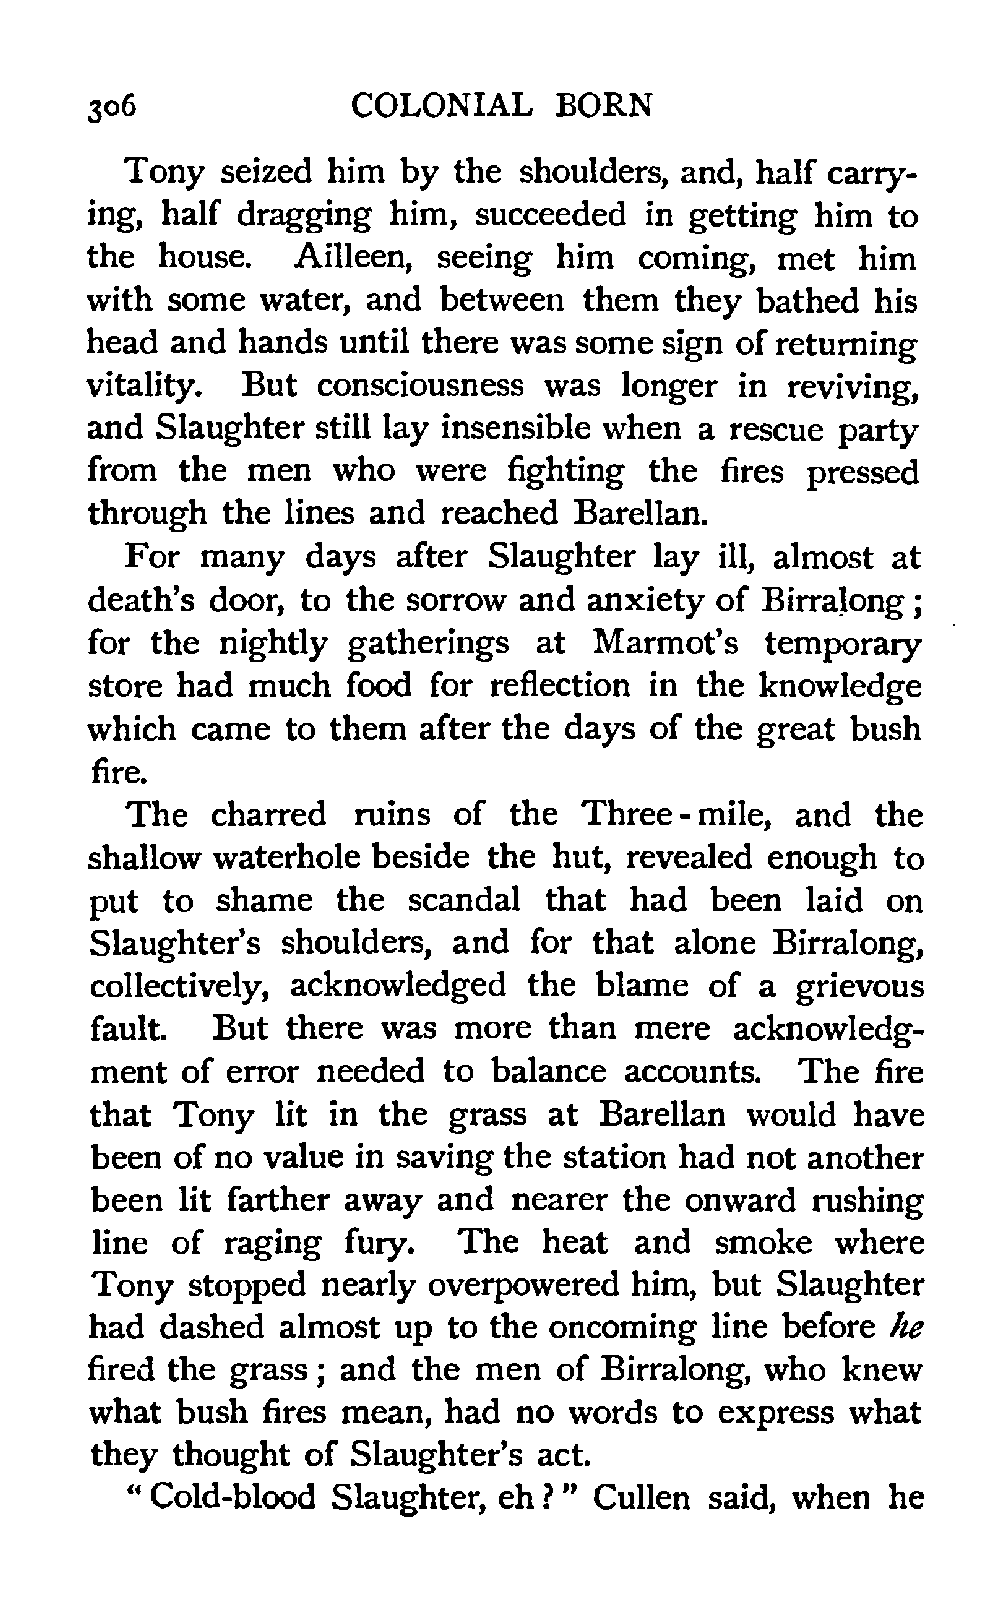 306 COLONIAL BORN
Tony seized him by the shoulders, and, half carry-
ing, half dragging him, succeeded in getting him to
the house. Ailleen, seeing him coming, met him
with some water, and between them they bathed his
head and hands until there was some sign of returning
vitality. But consciousness was longer in reviving,
and Slaughter still lay insensible when a rescue party
from the men who were fighting the fires pressed
through the lines and reached Barellan.
For many days after Slaughter lay ill, almost at
death's door, to the sorrow and anxiety of Birralong;
for the nightly gatherings at Marmot's temporary
store had much food for reflection in the knowledge
which came to them after the days of the great bush
fire.
The charred ruins of the Three-mile, and the
shallow waterhole beside the hut, revealed enough to
put to shame the scandal that had been laid on
Slaughter's shoulders, and for that alone Birralong,
collectively, acknowledged the blame of a grievous
fault. But there was more than mere acknowledg-
ment of error needed to balance accounts. The fire
that Tony lit in the grass at Barellan would have
been of no value in saving the station had not another
been lit farther away and nearer the onward rushing
line of raging fury. The heat and smoke where
Tony stopped nearly overpowered him, but Slaughter
had dashed almost up to the oncoming line before he
fired the grass; and the men of Birralong, who knew
what bush fires mean, had no words to express what
they thought of Slaughter's act.
"Cold-blood Slaughter, eh?" Cullen said, when he